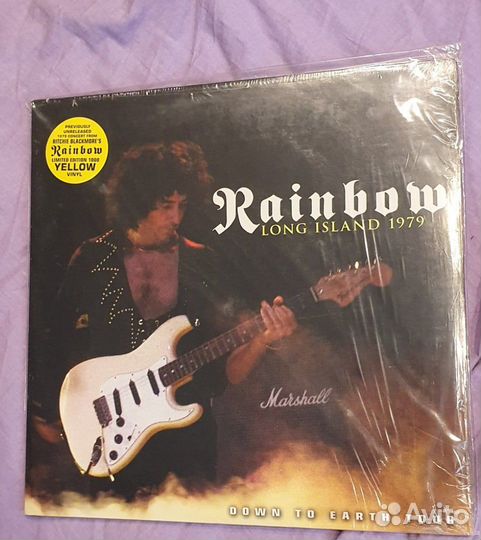 PREVIOUSLY
UNRELEASED
1979 CONCERT FROM
RITCHIE BLACKMORE'S
Rainbow
LIMITED EDITION 1000
YELLOW
VINYL
Rainbow
LONG ISLAND 1979
Marshall
DOWN TO EARTH TOUR
Avito